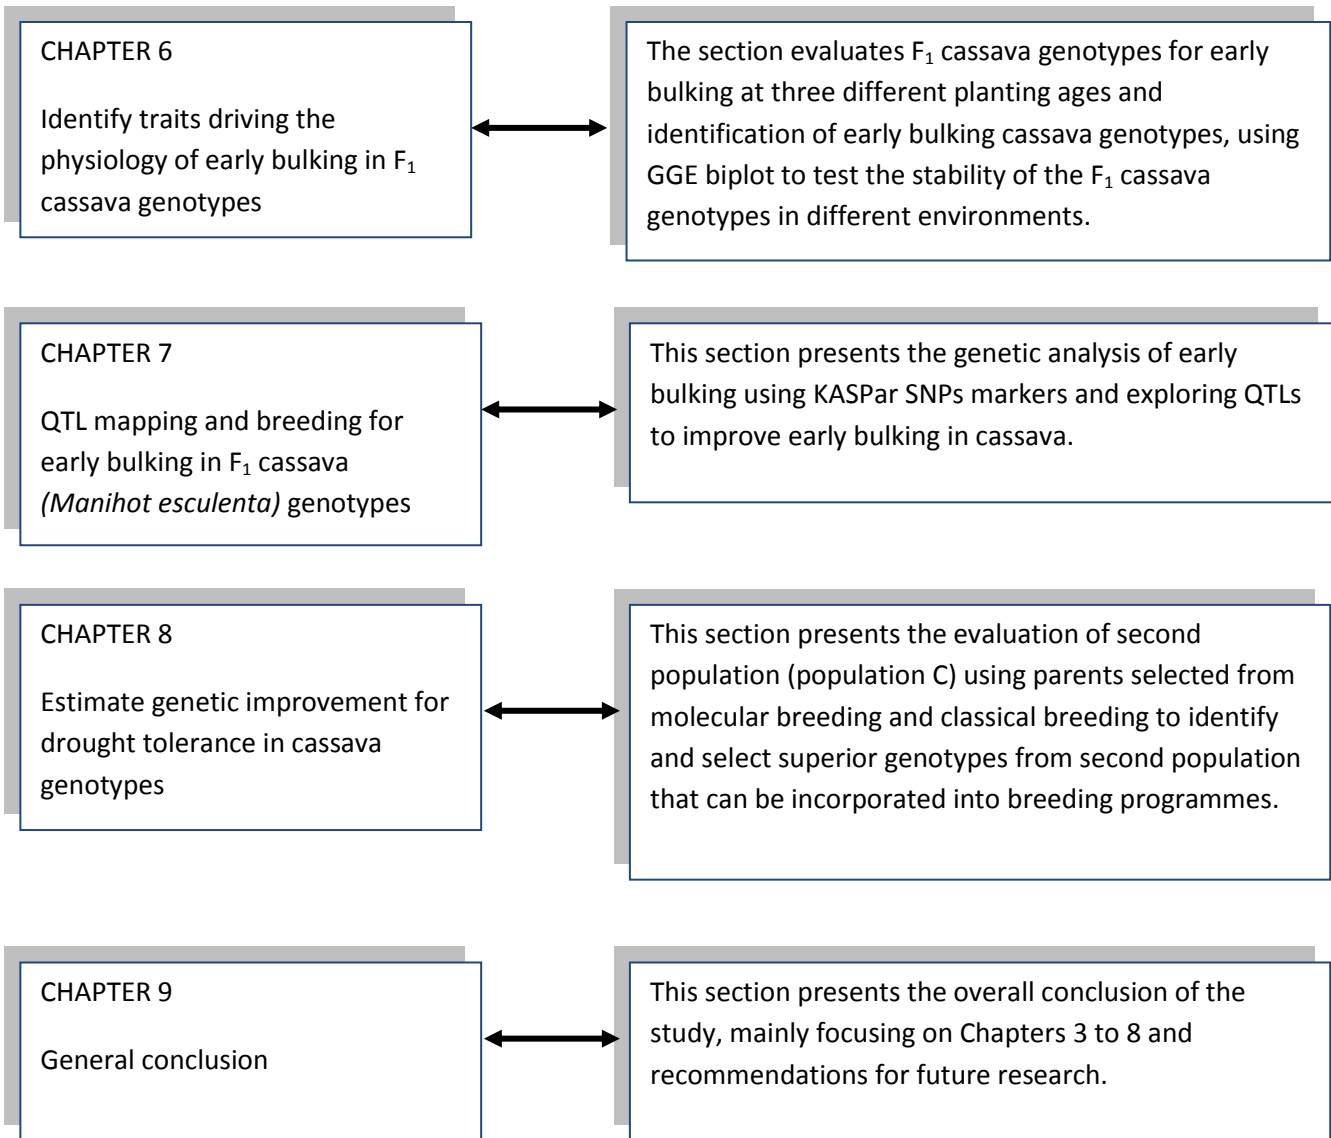 CHAPTER 6
Identify traits driving the
physiology of early bulking in F₁
cassava genotypes
The section evaluates F₁ cassava genotypes for early
bulking at three different planting ages and
identification of early bulking cassava genotypes, using
GGE biplot to test the stability of the F₁ cassava
genotypes in different environments.
CHAPTER 7
QTL mapping and breeding for
early bulking in F₁ cassava
(Manihot esculenta) genotypes
This section presents the genetic analysis of early
bulking using KASPar SNPs markers and exploring QTLs
to improve early bulking in cassava.
CHAPTER 8
Estimate genetic improvement for
drought tolerance in cassava
genotypes
This section presents the evaluation of second
population (population C) using parents selected from
molecular breeding and classical breeding to identify
and select superior genotypes from second population
that can be incorporated into breeding programmes.
CHAPTER 9
General conclusion
This section presents the overall conclusion of the
study, mainly focusing on Chapters 3 to 8 and
recommendations for future research.